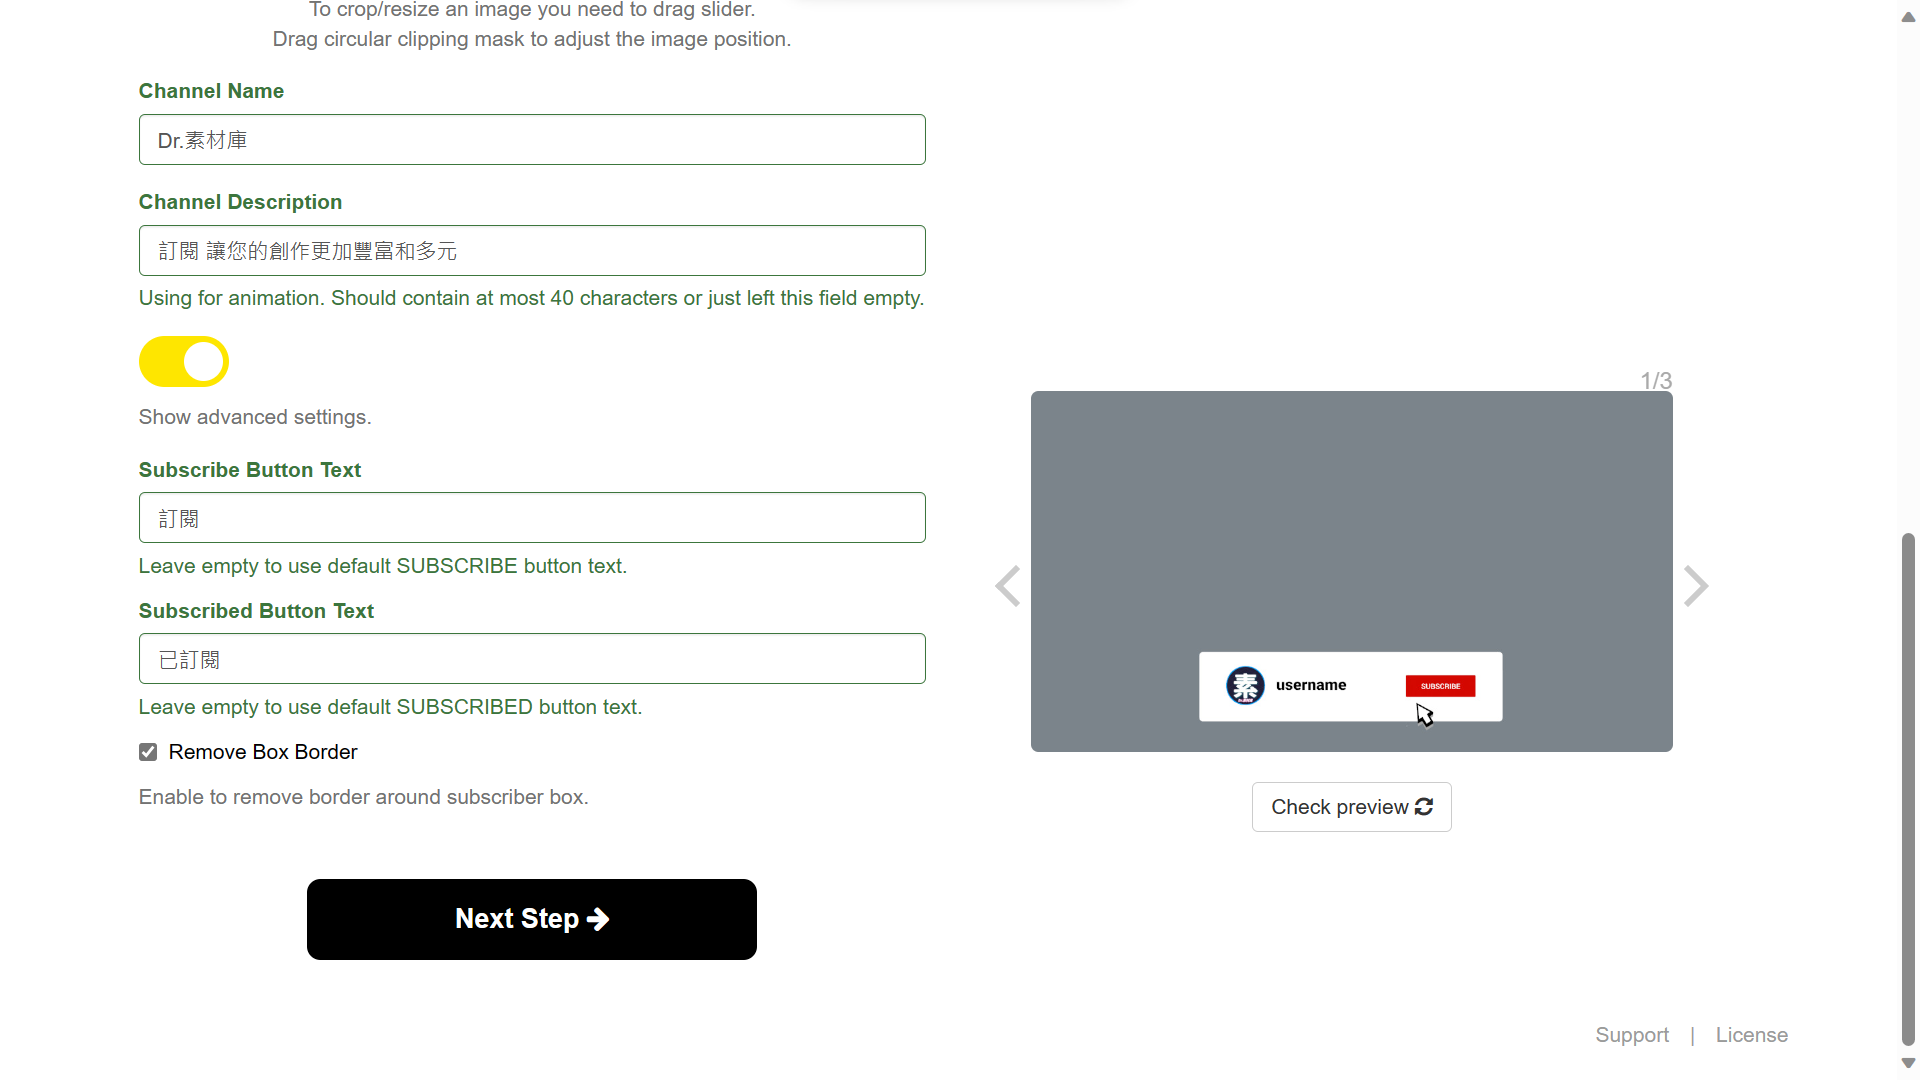 To crop/resize an image you need to drag slider.
Drag circular clipping mask to adjust the image position.
Channel Name
Dr.素材庫
Channel Description
訂閱 讓您的創作更加豐富和多元
Using for animation. Should contain at most 40 characters or just left this field empty.
Show advanced settings.
Subscribe Button Text
訂閱
Leave empty to use default SUBSCRIBE button text.
Subscribed Button Text
已訂閱
Leave empty to use default SUBSCRIBED button text.
Remove Box Border
Enable to remove border around subscriber box.
Next Step
1/3
素
username
SUBSCRIBE
Check preview
Support | License